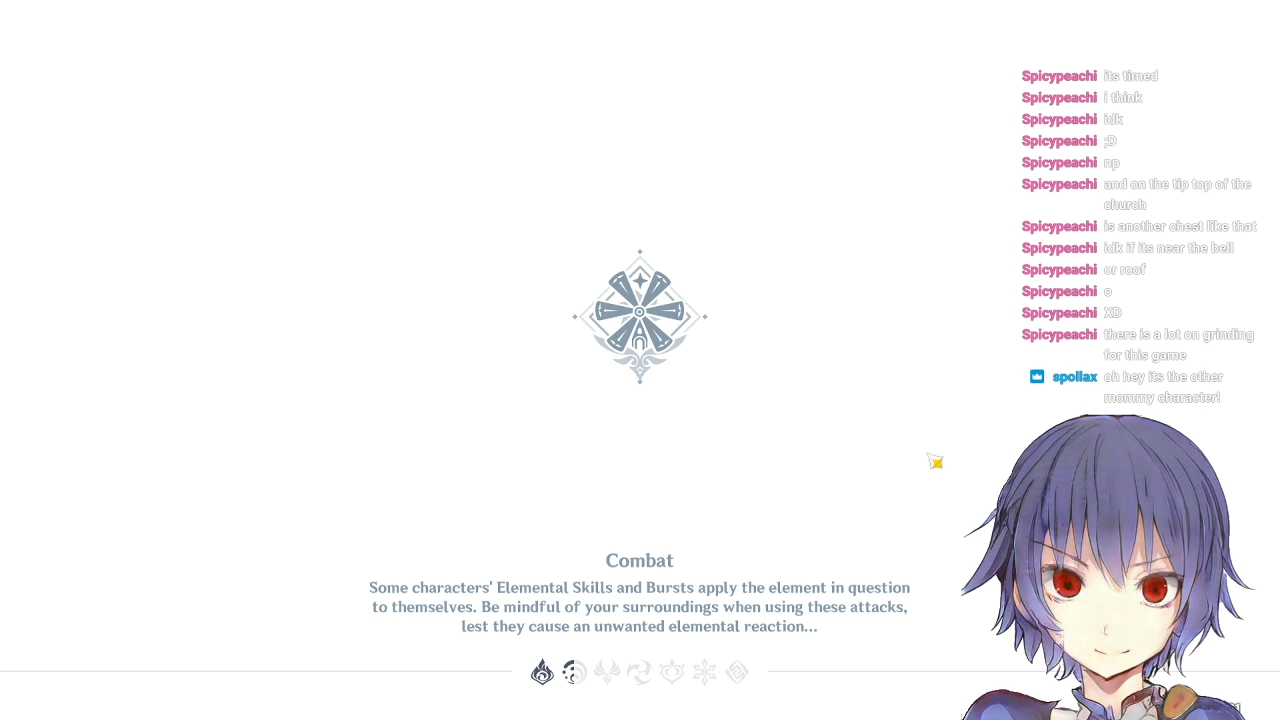 Spicypeachi its timed
Spicypeachi i think
Spicypeachi idk
Spicypeachi ;D
Spicypeachi np
Spicypeachi and on the tip top of the
church
Spicypeachi is another chest like that
Spicypeachi idk if its near the bell
Spicypeachi or roof
Spicypeachi o
Spicypeachi XD
Spicypeachi there is a lot on grinding
for this game
spollax oh hey its the other
mommy character!
Combat
Some characters' Elemental Skills and Bursts apply the element in question
to themselves. Be mindful of your surroundings when using these attacks,
lest they cause an unwanted elemental reaction...